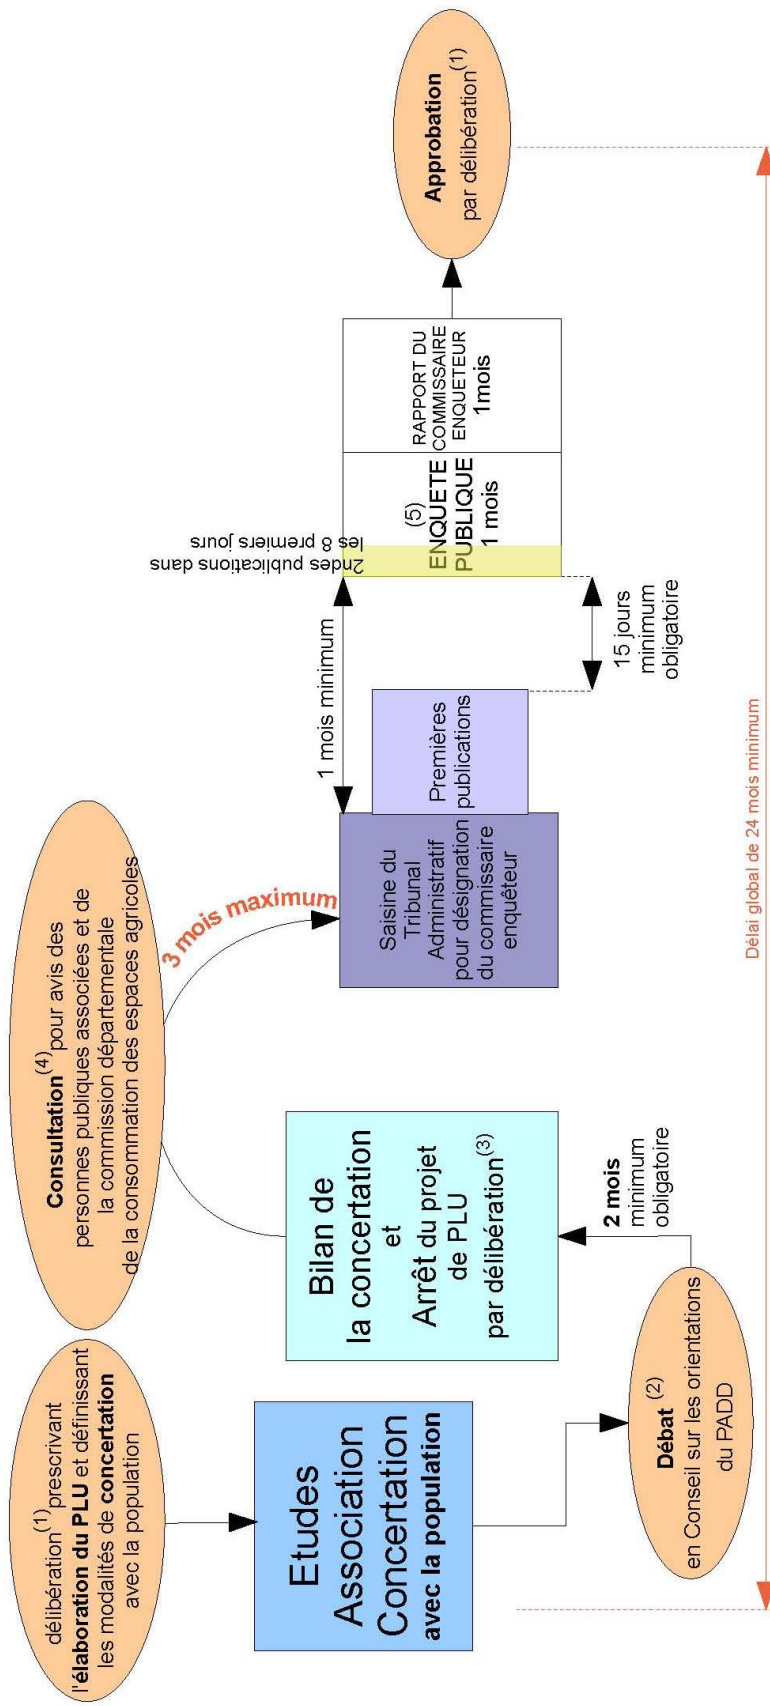 délibération(1) prescrivant
l'élaboration du PLU et définissant
les modalités de concertation
avec la population
Etudes
Association
Concertation
avec la population
Débat (2)
en Conseil sur les orientations
du PADD
2 mois
minimum
obligatoire
Bilan de
la concertation
et
Arrêt du projet
de PLU
par délibération(3)
Consultation(4) pour avis des
personnes publiques associées et de
la commission départementale
de la consommation des espaces agricoles
3 mois maximum
Saisine du
Tribunal
Administratif
pour désignation
du commissaire
enquêteur
Premières
publications
1 mois minimum
15 jours
minimum
obligatoire
2ndes publications dans
les 8 premiers jours
(5)
ENQUETE
PUBLIQUE
1 mois
RAPPORT DU
COMMISSAIRE
ENQUETEUR
1mois
Approbation
par délibération(1)
Délai global de 24 mois minimum